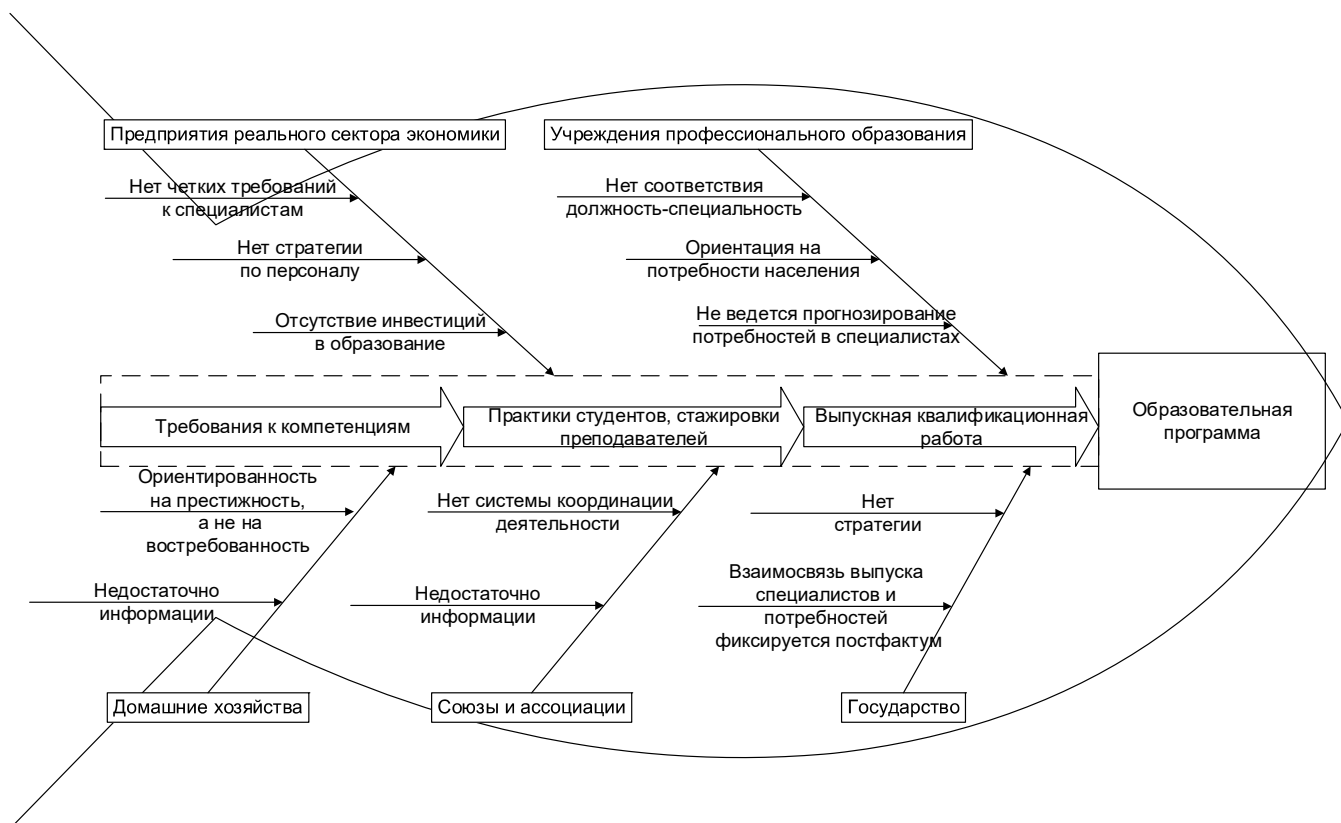 Предприятия реального сектора экономики
Учреждения профессионального образования
Нет четких требований
к специалистам
Нет стратегии
по персоналу
Отсутствие инвестиций
в образование
Нет соответствия
должность-специальность
Ориентация на
потребности населения
Не ведется прогнозирование
потребностей в специалистах
Требования к компетенциям
Практики студентов, стажировки
преподавателей
Выпускная квалификационная
работа
Образовательная
программа
Ориентированность
на престижность,
а не на
востребованность
Недостаточно
информации
Нет системы координации
деятельности
Недостаточно
информации
Нет
стратегии
Взаимосвязь выпуска
специалистов и
потребностей
фиксируется постфактум
Домашние хозяйства
Союзы и ассоциации
Государство